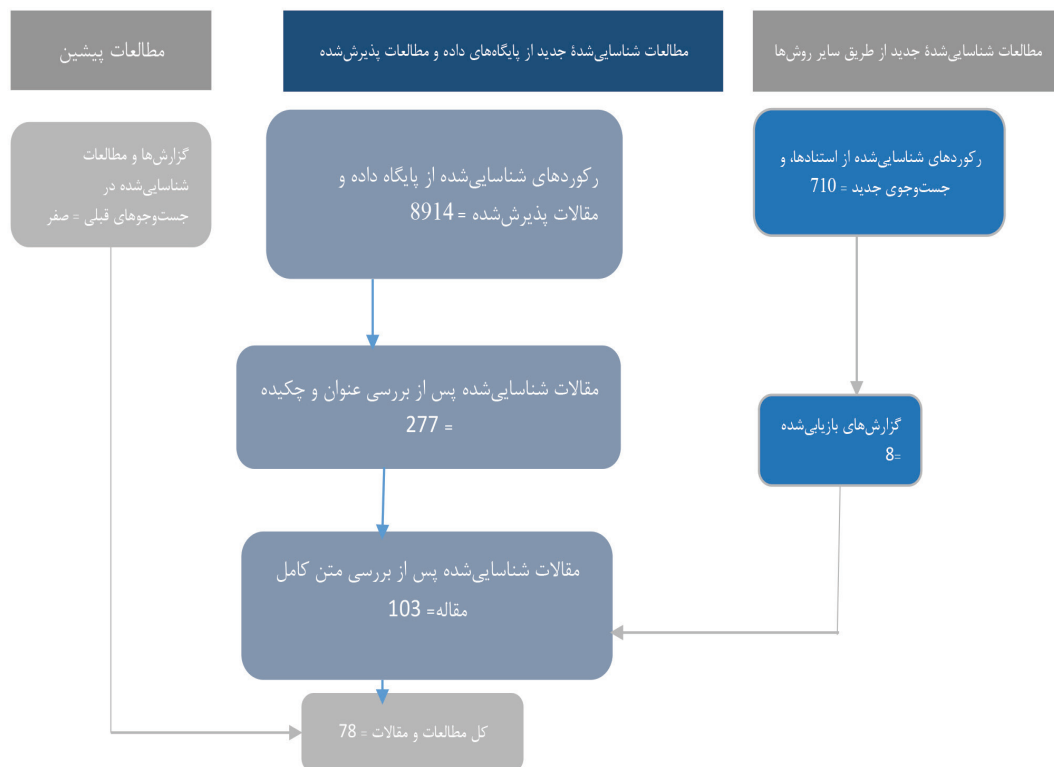 مطالعات شناسایی‌شدهٔ جدید از طریق سایر روش‌ها
مطالعات شناسایی‌شدهٔ جدید از پایگاه‌های داده و مطالعات پذیرش‌شده
مطالعات پیشین
رکوردهای شناسایی‌شده از استنادها، و
جست‌وجوی جدید = 710
رکوردهای شناسایی‌شده از پایگاه داده و
مقالات پذیرش‌شده = 8914
گزارش‌ها و مطالعات
شناسایی‌شده در
جست‌وجوهای قبلی = صفر
مقالات شناسایی‌شده پس از بررسی عنوان و چکیده
= 277
گزارش‌های بازیابی‌شده
=8
مقالات شناسایی‌شده پس از بررسی متن کامل
مقاله= 103
کل مطالعات و مقالات = 78